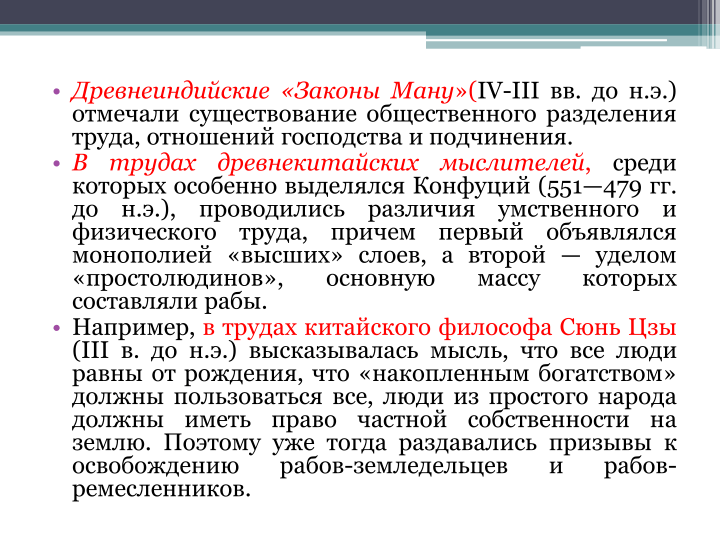 • Древнеиндийские «Законы Ману»(IV-III вв. до н.э.)
отмечали существование общественного разделения
труда, отношений господства и подчинения.
• В трудах древнекитайских мыслителей, среди
которых особенно выделялся Конфуций (551—479 гг.
до н.э.), проводились различия умственного и
физического труда, причем первый объявлялся
монополией «высших» слоев, а второй — уделом
«простолюдинов», основную массу которых
составляли рабы.
• Например, в трудах китайского философа Сюнь Цзы
(III в. до н.э.) высказывалась мысль, что все люди
равны от рождения, что «накопленным богатством»
должны пользоваться все, люди из простого народа
должны иметь право частной собственности на
землю. Поэтому уже тогда раздавались призывы к
освобождению рабов-земледельцев и рабов-
ремесленников.